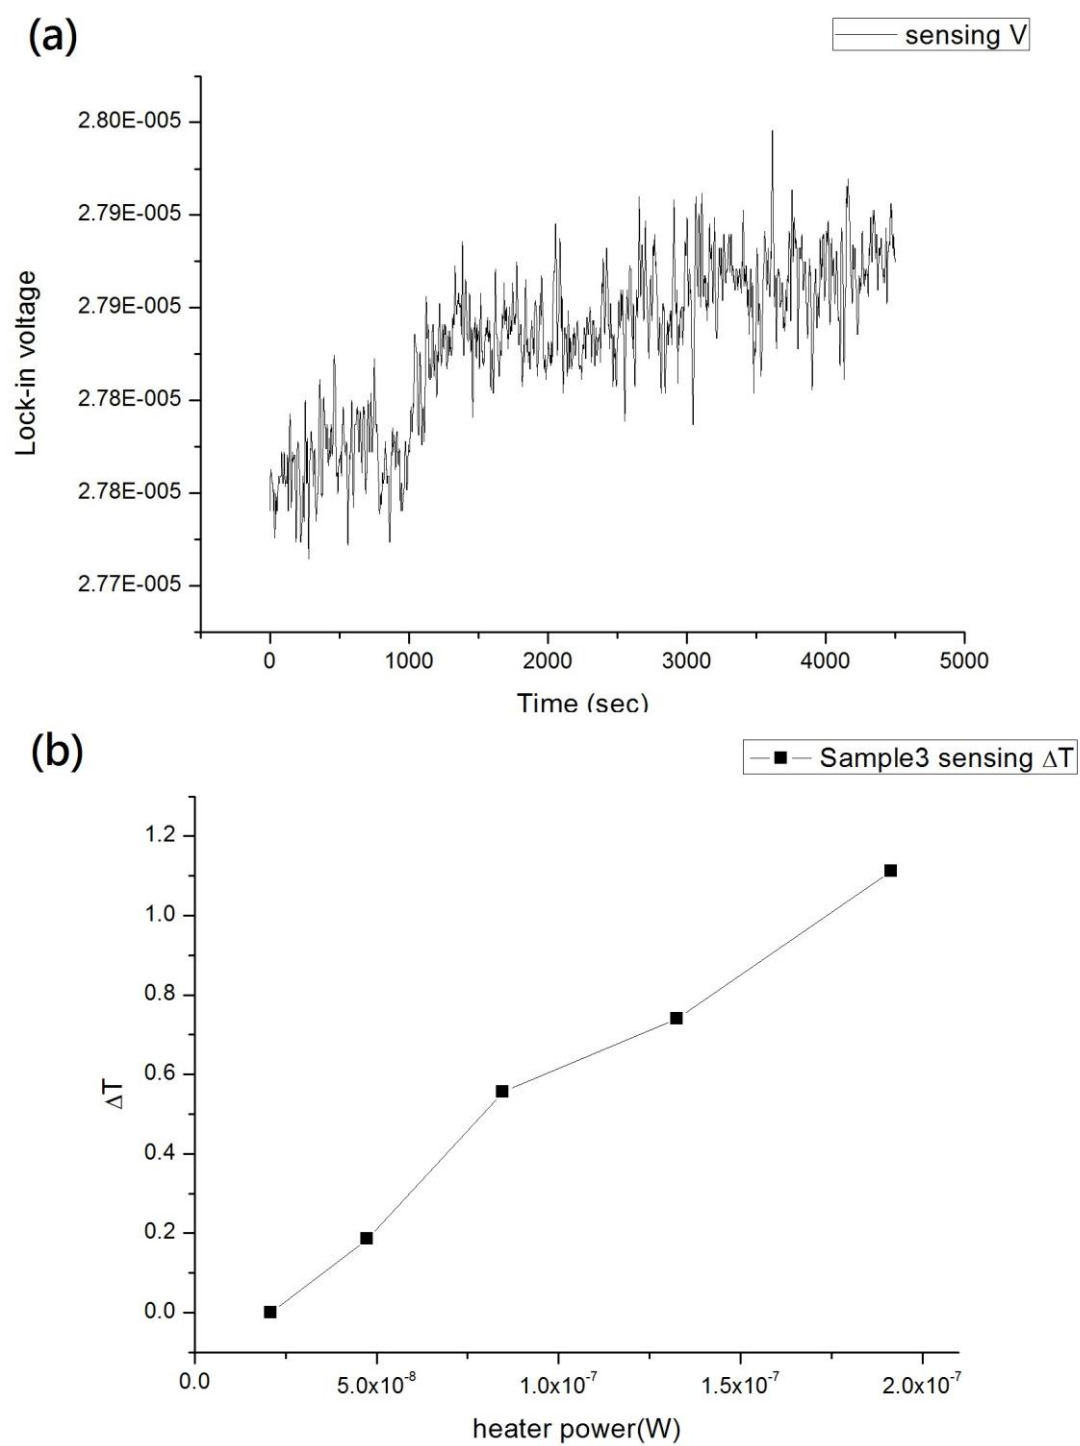 (a)
sensing V
2.80E-005
2.79E-005
2.79E-005
2.78E-005
2.78E-005
2.77E-005
Lock-in voltage
0 1000 2000 3000 4000 5000
Time (sec)
(b)
Sample3 sensing ΔT
1.2
1.0
0.8
0.6
0.4
0.2
0.0
ΔT
0.0 5.0x10⁻⁸ 1.0x10⁻⁷ 1.5x10⁻⁷ 2.0x10⁻⁷
heater power(W)